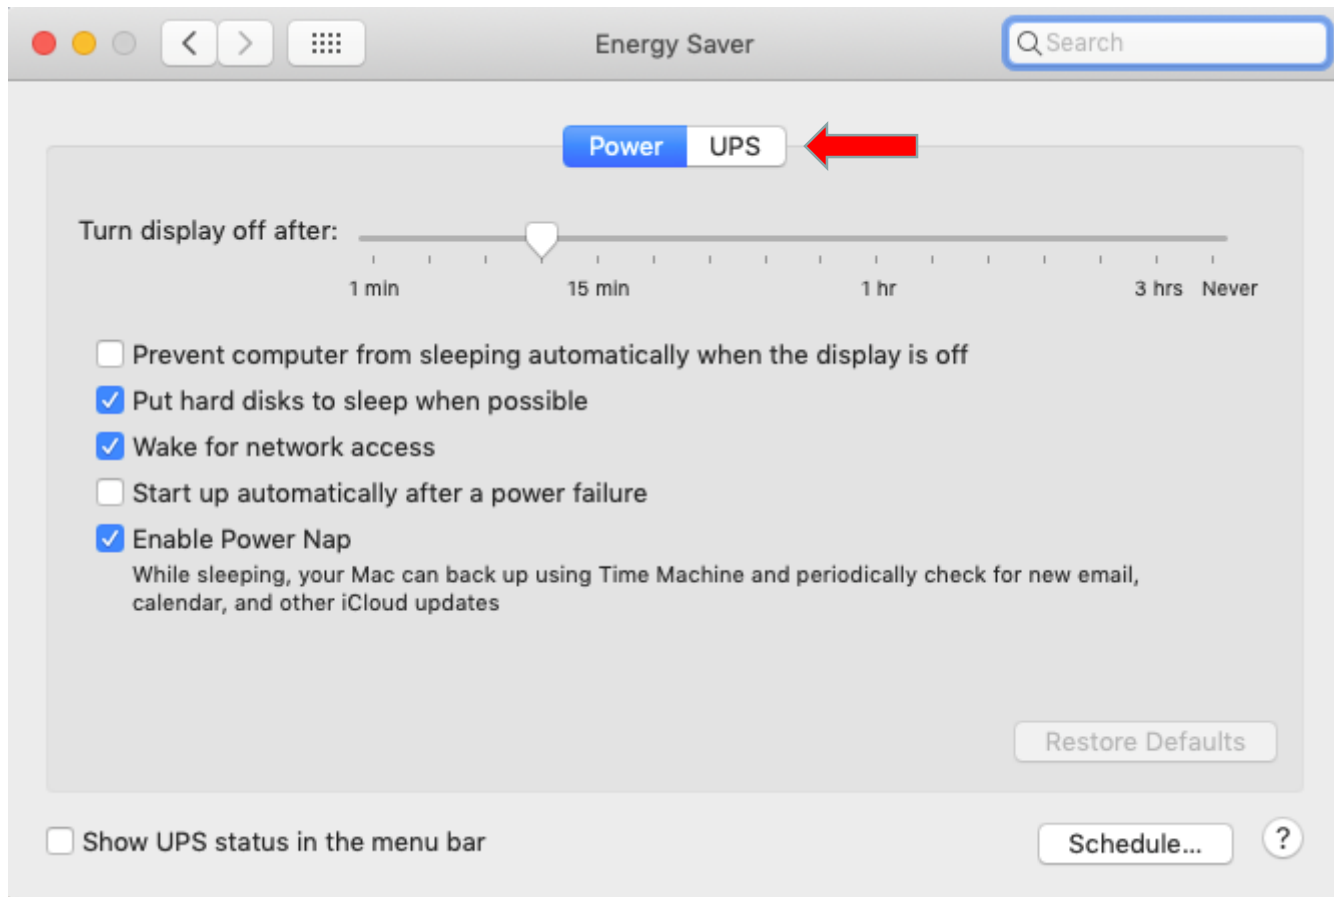 Energy Saver
Search
Power UPS
Turn display off after:
1 min 15 min 1 hr 3 hrs Never
Prevent computer from sleeping automatically when the display is off
Put hard disks to sleep when possible
Wake for network access
Start up automatically after a power failure
Enable Power Nap
While sleeping, your Mac can back up using Time Machine and periodically check for new email,
calendar, and other iCloud updates
Restore Defaults
Show UPS status in the menu bar
Schedule... ?